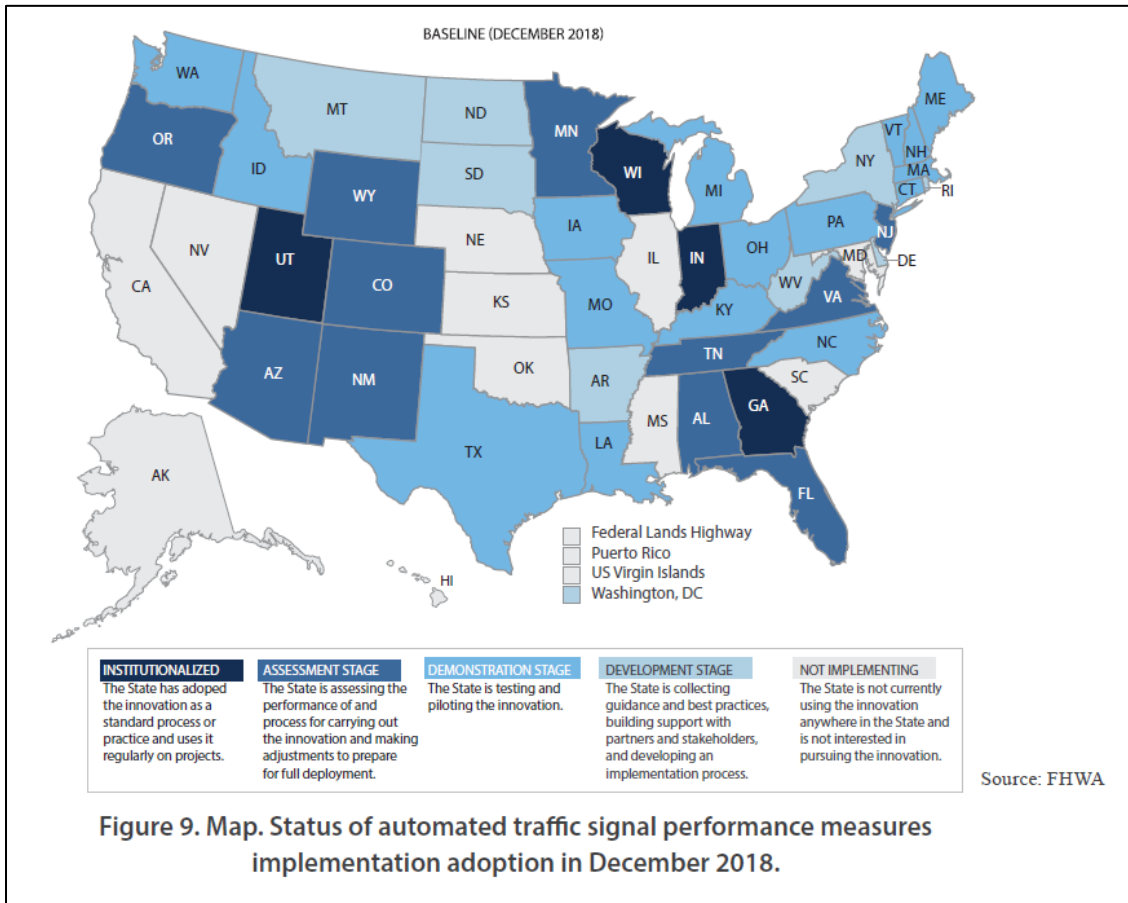 BASELINE (DECEMBER 2018)
WA
MT
ND
MN
ME
VT
NH
OR
ID
SD
WI
MI
NY
MA
CT
RI
WY
IA
PA
NE
NJ
NV
UT
IL
IN
OH
MD
DE
CA
CO
KS
MO
WV
VA
KY
AZ
NM
OK
AR
TN
NC
SC
TX
LA
MS
AL
GA
AK
FL
HI
Federal Lands Highway
Puerto Rico
US Virgin Islands
Washington, DC
INSTITUTIONALIZED
The State has adopted
the innovation as a
standard process or
practice and uses it
regularly on projects.
ASSESSMENT STAGE
The State is assessing the
performance of and
process for carrying out
the innovation and making
adjustments to prepare
for full deployment.
DEMONSTRATION STAGE
The State is testing and
piloting the innovation.
DEVELOPMENT STAGE
The State is collecting
guidance and best practices,
building support with
partners and stakeholders,
and developing an
implementation process.
NOT IMPLEMENTING
The State is not currently
using the innovation
anywhere in the State and
is not interested in
pursuing the innovation.
Source: FHWA
Figure 9. Map. Status of automated traffic signal performance measures
implementation adoption in December 2018.